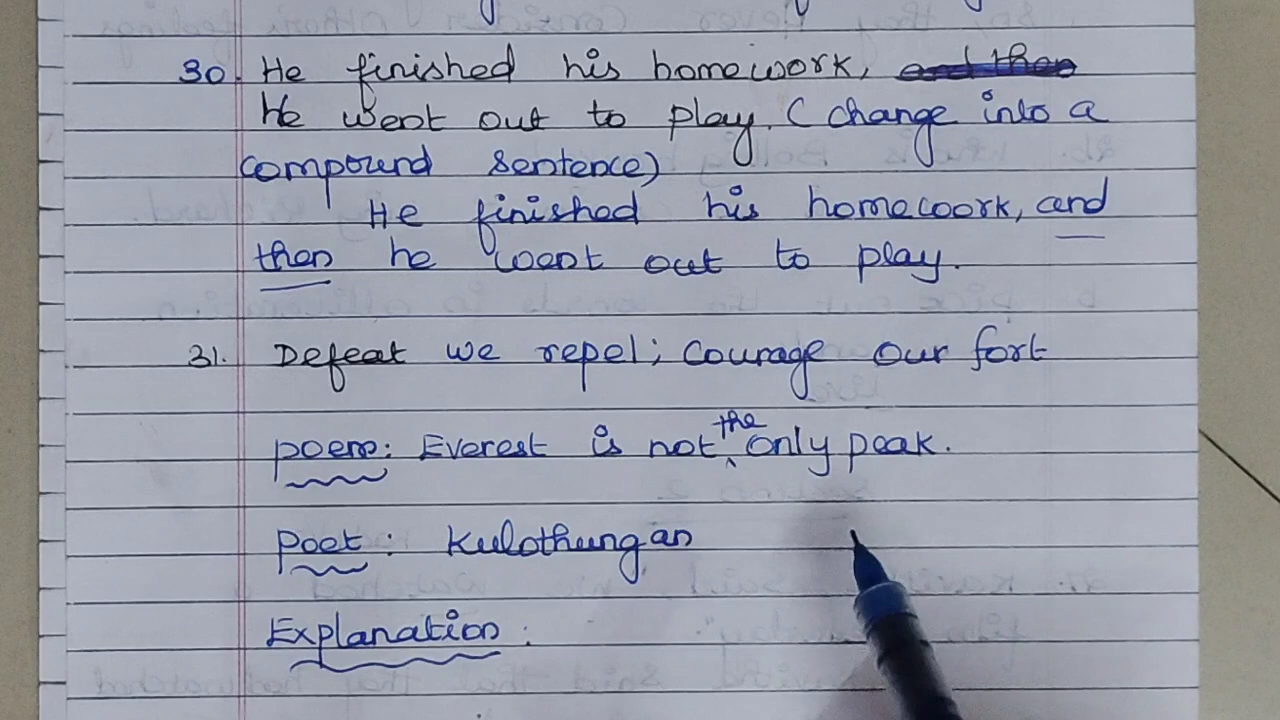 30. He finished his homework, and then
He went out to play. (change into a
compound sentence)
He finished his homework, and
then he went out to play.
31. Defeat we repel; courage our fort
poem: Everest is not the only peak.
Poet: Kulothungan
Explanation: